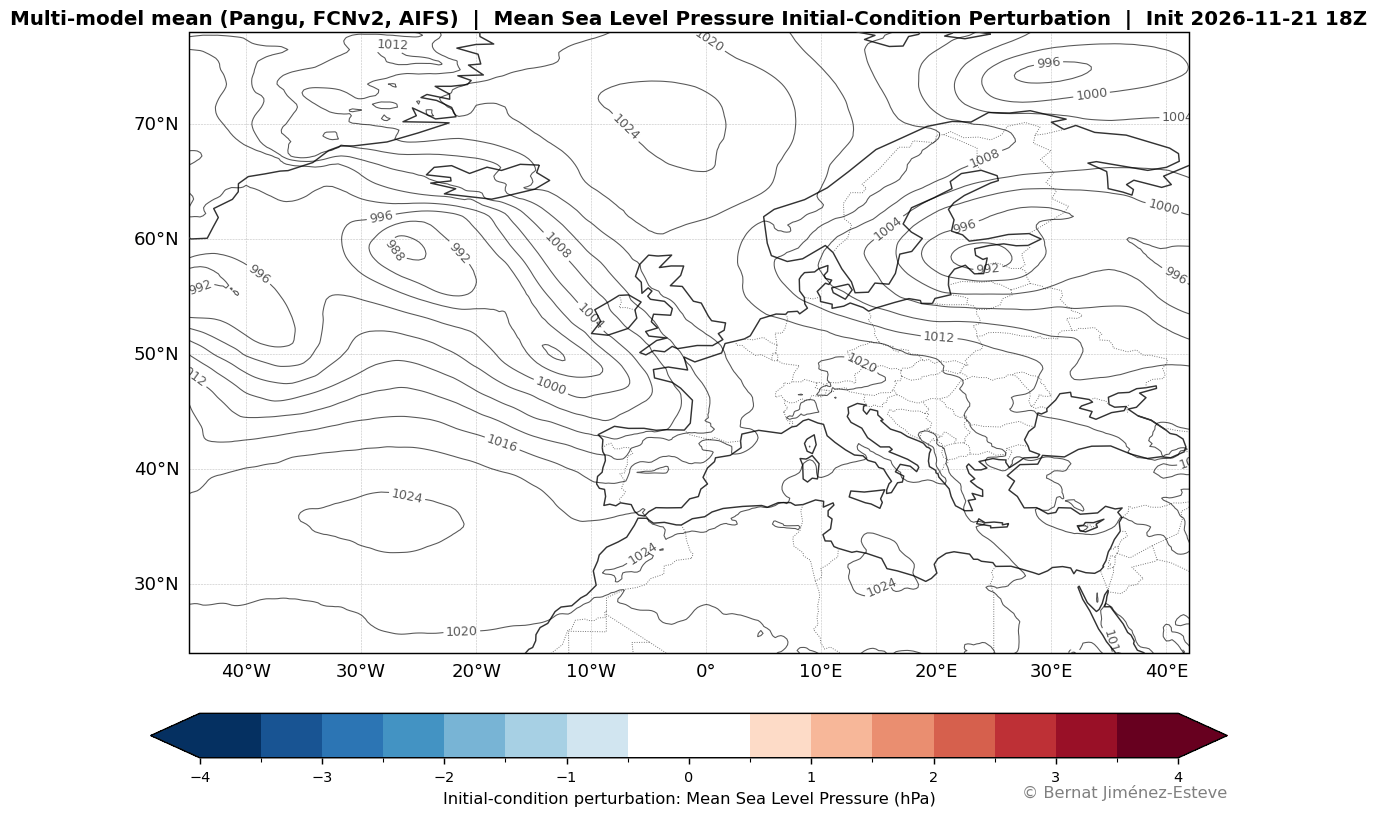 Multi-model mean (Pangu, FCNv2, AIFS)  |  Mean Sea Level Pressure Initial-Condition Perturbation  |  Init 2026-11-21 18Z
1012
1020
996
1000
1004
70°N
1024
1008
1000
996
60°N
996
988
992
1008
1004
996
992
996
992
1004
1012
50°N
012
1000
1020
1016
40°N
1024
1024
1024
30°N
1020
101
40°W 30°W 20°W 10°W 0° 10°E 20°E 30°E 40°E
−4 −3 −2 −1 0 1 2 3 4
Initial-condition perturbation: Mean Sea Level Pressure (hPa)
© Bernat Jiménez-Esteve